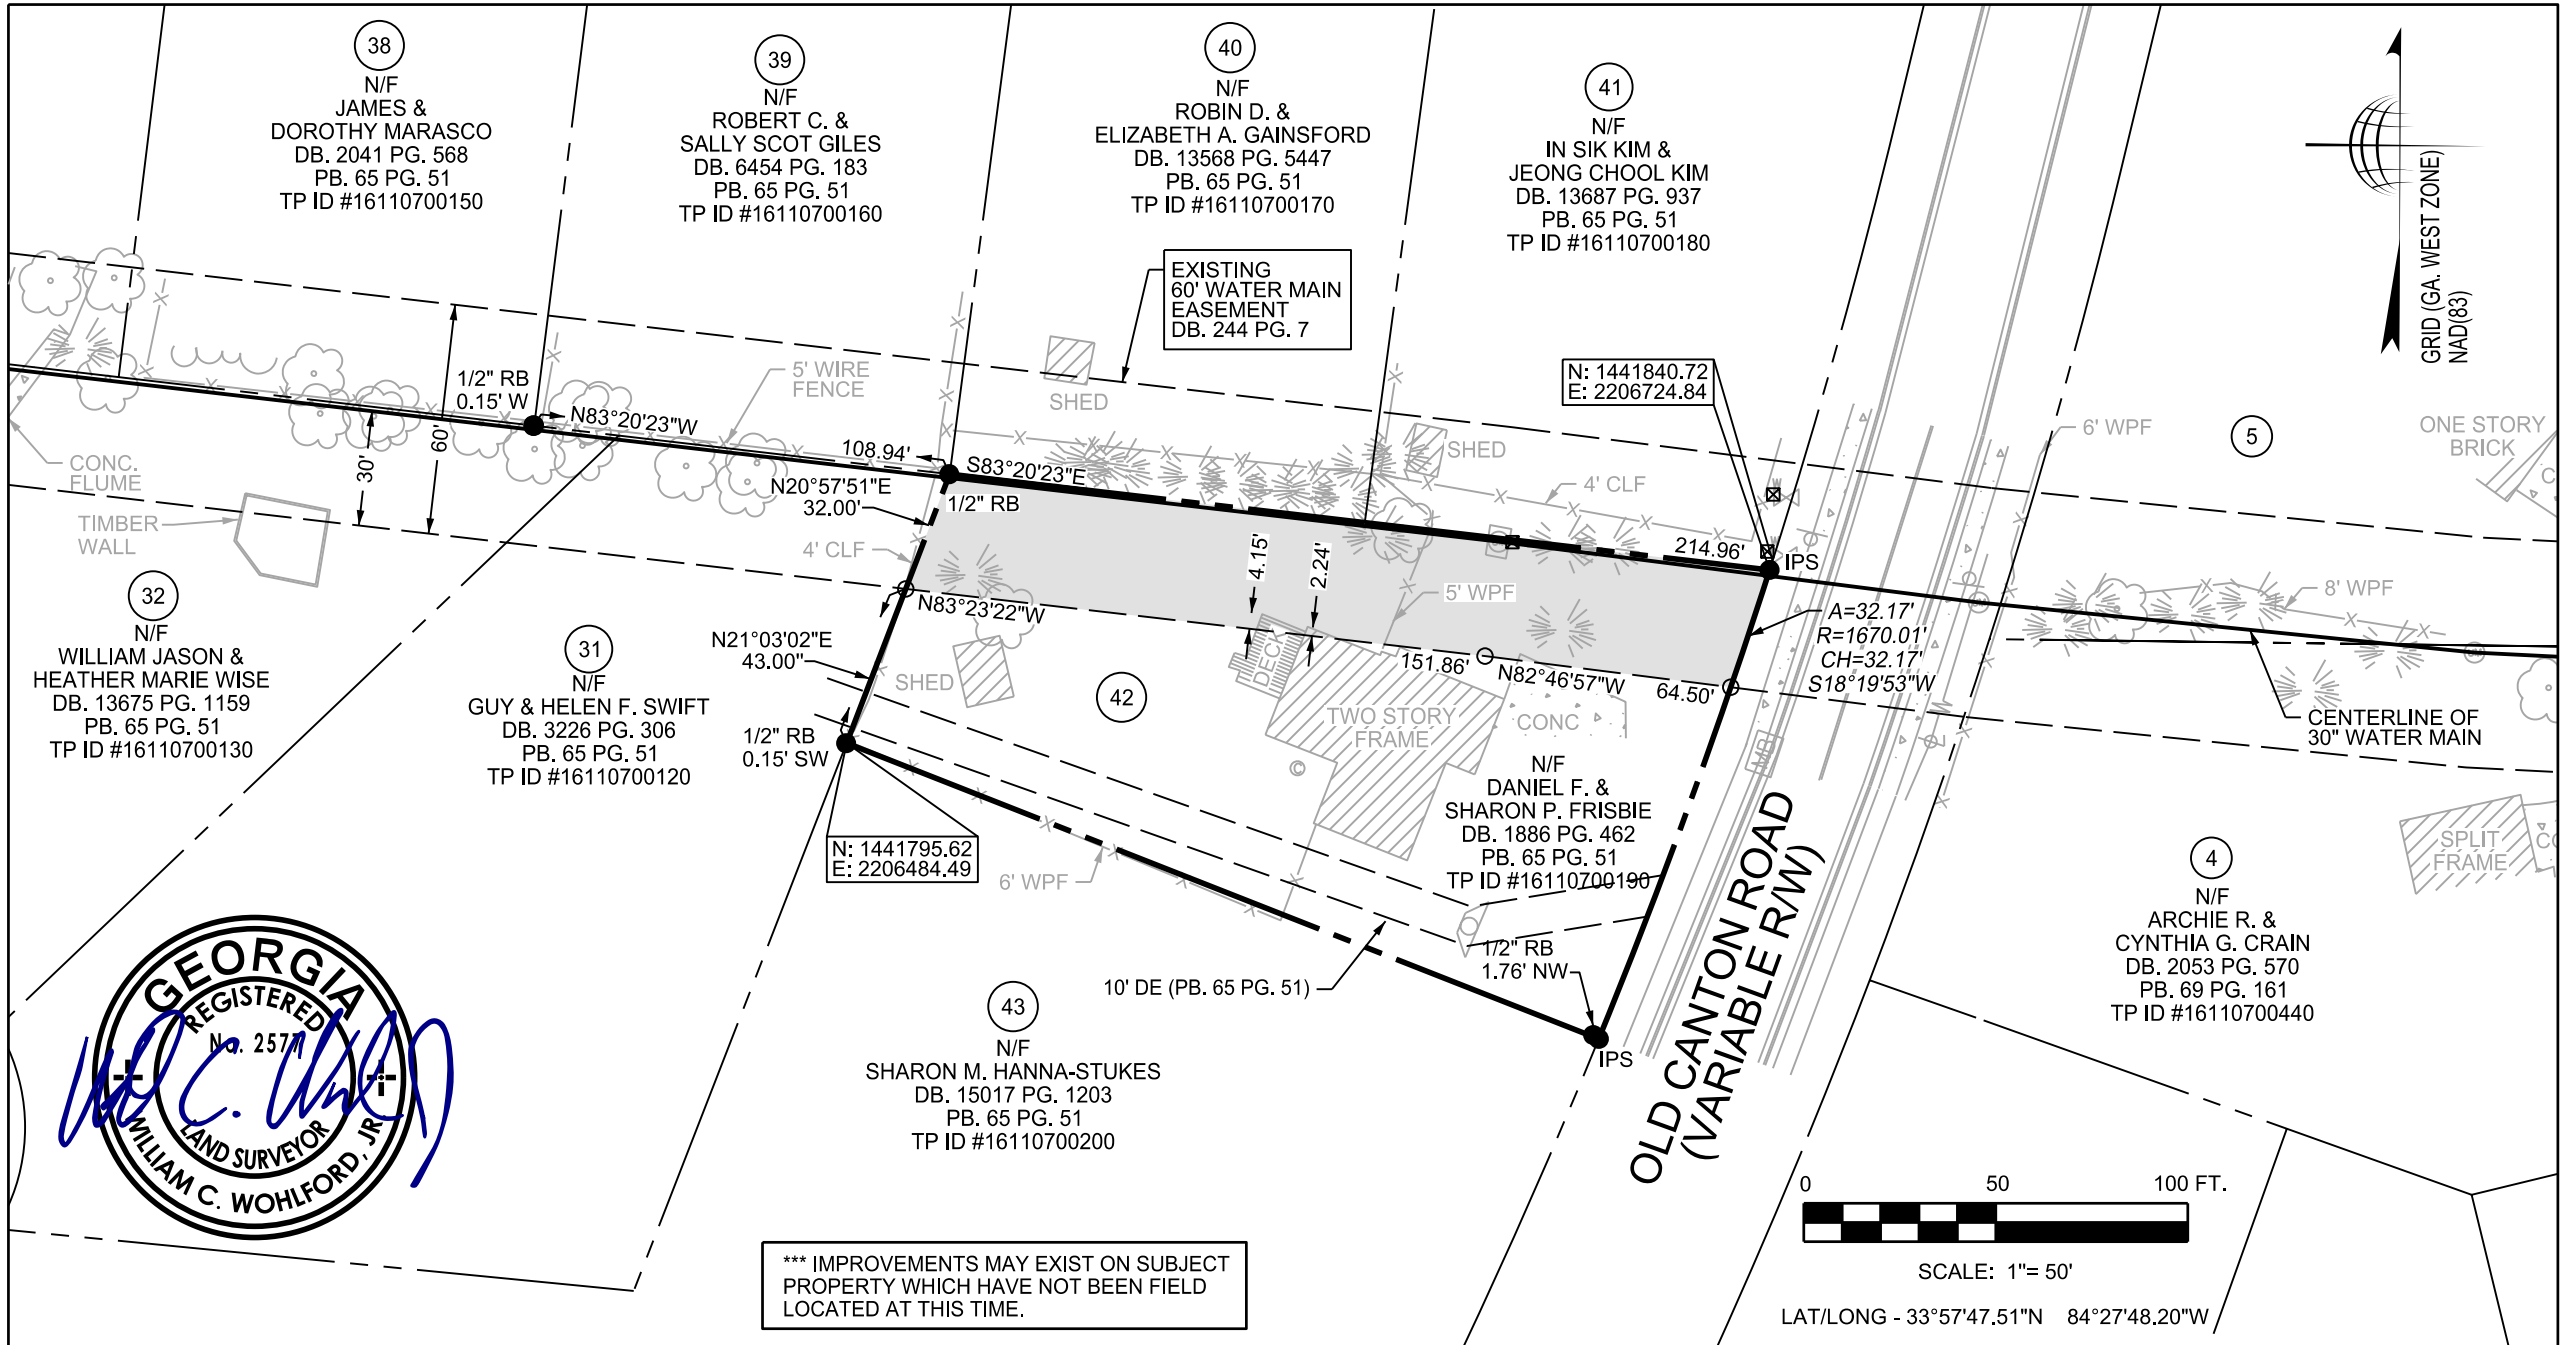 38
N/F
JAMES &
DOROTHY MARASCO
DB. 2041 PG. 568
PB. 65 PG. 51
TP ID #16110700150
39
N/F
ROBERT C. &
SALLY SCOT GILES
DB. 6454 PG. 183
PB. 65 PG. 51
TP ID #16110700160
40
N/F
ROBIN D. &
ELIZABETH A. GAINSFORD
DB. 13568 PG. 5447
PB. 65 PG. 51
TP ID #16110700170
41
N/F
IN SIK KIM &
JEONG CHOOL KIM
DB. 13687 PG. 937
PB. 65 PG. 51
TP ID #16110700180
GRID (GA. WEST ZONE)
NAD(83)
EXISTING
60' WATER MAIN
EASEMENT
DB. 244 PG. 7
N: 1441840.72
E: 2206724.84
1/2" RB
0.15' W
N83°20'23"W
5' WIRE
FENCE
SHED
SHED
6' WPF
5
ONE STORY
BRICK
CONC.
FLUME
30'
60'
108.94'
S83°20'23"E
N20°57'51"E
32.00'
1/2" RB
4' CLF
4' CLF
214.96'
IPS
TIMBER
WALL
4.15'
2.24'
5' WPF
N83°23'22"W
A=32.17'
R=1670.01'
CH=32.17'
S18°19'53"W
8' WPF
32
N/F
WILLIAM JASON &
HEATHER MARIE WISE
DB. 13675 PG. 1159
PB. 65 PG. 51
TP ID #16110700130
31
N/F
GUY & HELEN F. SWIFT
DB. 3226 PG. 306
PB. 65 PG. 51
TP ID #16110700120
N21°03'02"E
43.00"
SHED
DECK
151.86'
N82°46'57"W
64.50'
42
TWO STORY
FRAME
CONC
1/2" RB
0.15' SW
MB
CENTERLINE OF
30" WATER MAIN
C
N/F
DANIEL F. &
SHARON P. FRISBIE
DB. 1886 PG. 462
PB. 65 PG. 51
TP ID #16110700190
N: 1441795.62
E: 2206484.49
6' WPF
SPLIT
FRAME
CO
4
N/F
ARCHIE R. &
CYNTHIA G. CRAIN
DB. 2053 PG. 570
PB. 69 PG. 161
TP ID #16110700440
OLD CANTON ROAD
(VARIABLE R/W)
1/2" RB
1.76' NW
10' DE (PB. 65 PG. 51)
IPS
43
N/F
SHARON M. HANNA-STUKES
DB. 15017 PG. 1203
PB. 65 PG. 51
TP ID #16110700200
GEORGIA
REGISTERED
No. 2577
LAND SURVEYOR
WILLIAM C. WOHLFORD, JR.
*** IMPROVEMENTS MAY EXIST ON SUBJECT
PROPERTY WHICH HAVE NOT BEEN FIELD
LOCATED AT THIS TIME.
0 50 100 FT.
SCALE: 1"= 50'
LAT/LONG - 33°57'47.51"N 84°27'48.20"W